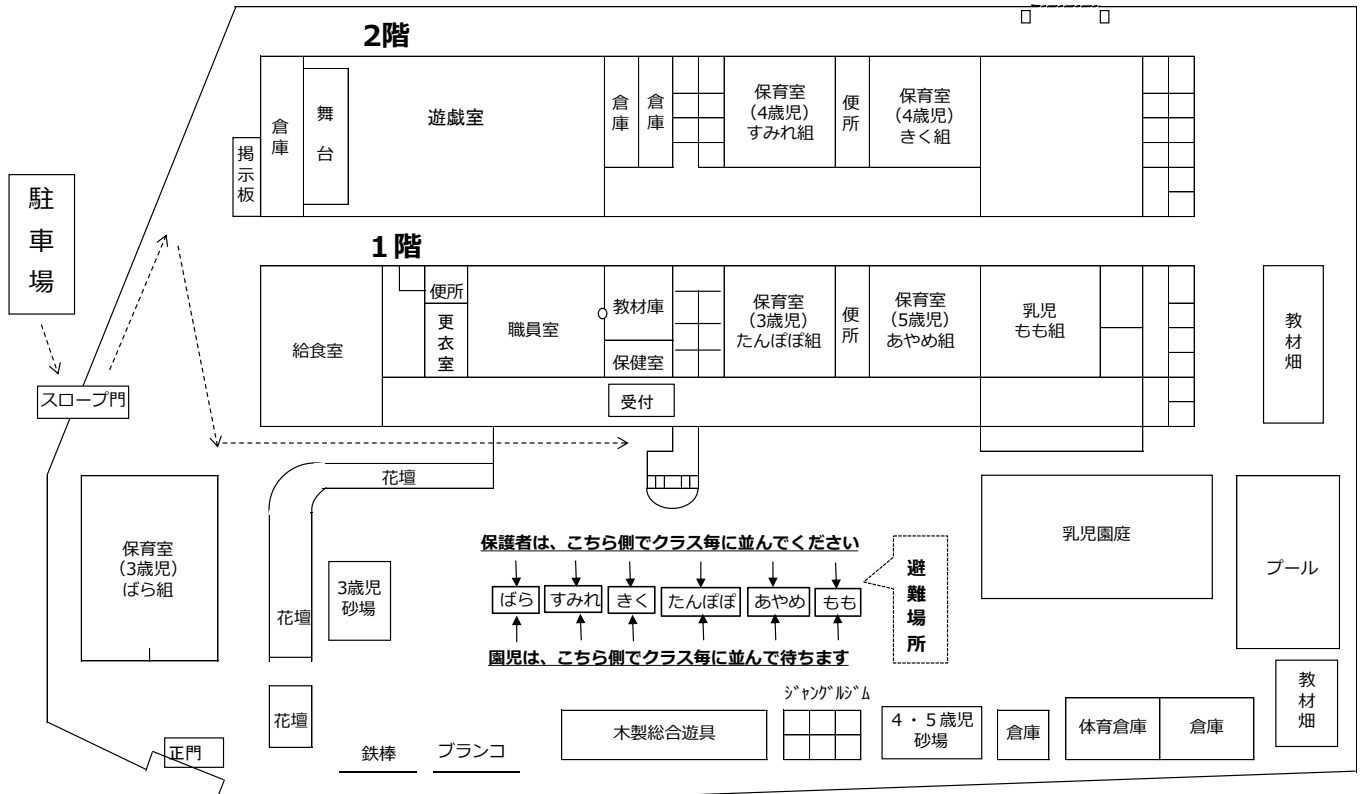 2階
倉庫
舞台
遊戯室
倉庫
倉庫
保育室
(4歳児)
すみれ組
便所
保育室
(4歳児)
きく組
掲示板
駐車場
1階
給食室
便所
更衣室
職員室
教材庫
保健室
保育室
(3歳児)
たんぽぽ組
便所
保育室
(5歳児)
あやめ組
乳児
もも組
教材畑
スロープ門
受付
花壇
保育室
(3歳児)
ばら組
3歳児
砂場
花壇
保護者は、こちら側でクラス毎に並んでください
ばら
すみれ
きく
たんぽぽ
あやめ
もも
園児は、こちら側でクラス毎に並んで待ちます
避難場所
乳児園庭
プール
花壇
正門
鉄棒
ブランコ
木製総合遊具
ジャングルジム
4・5歳児
砂場
倉庫
体育倉庫
倉庫
教材畑